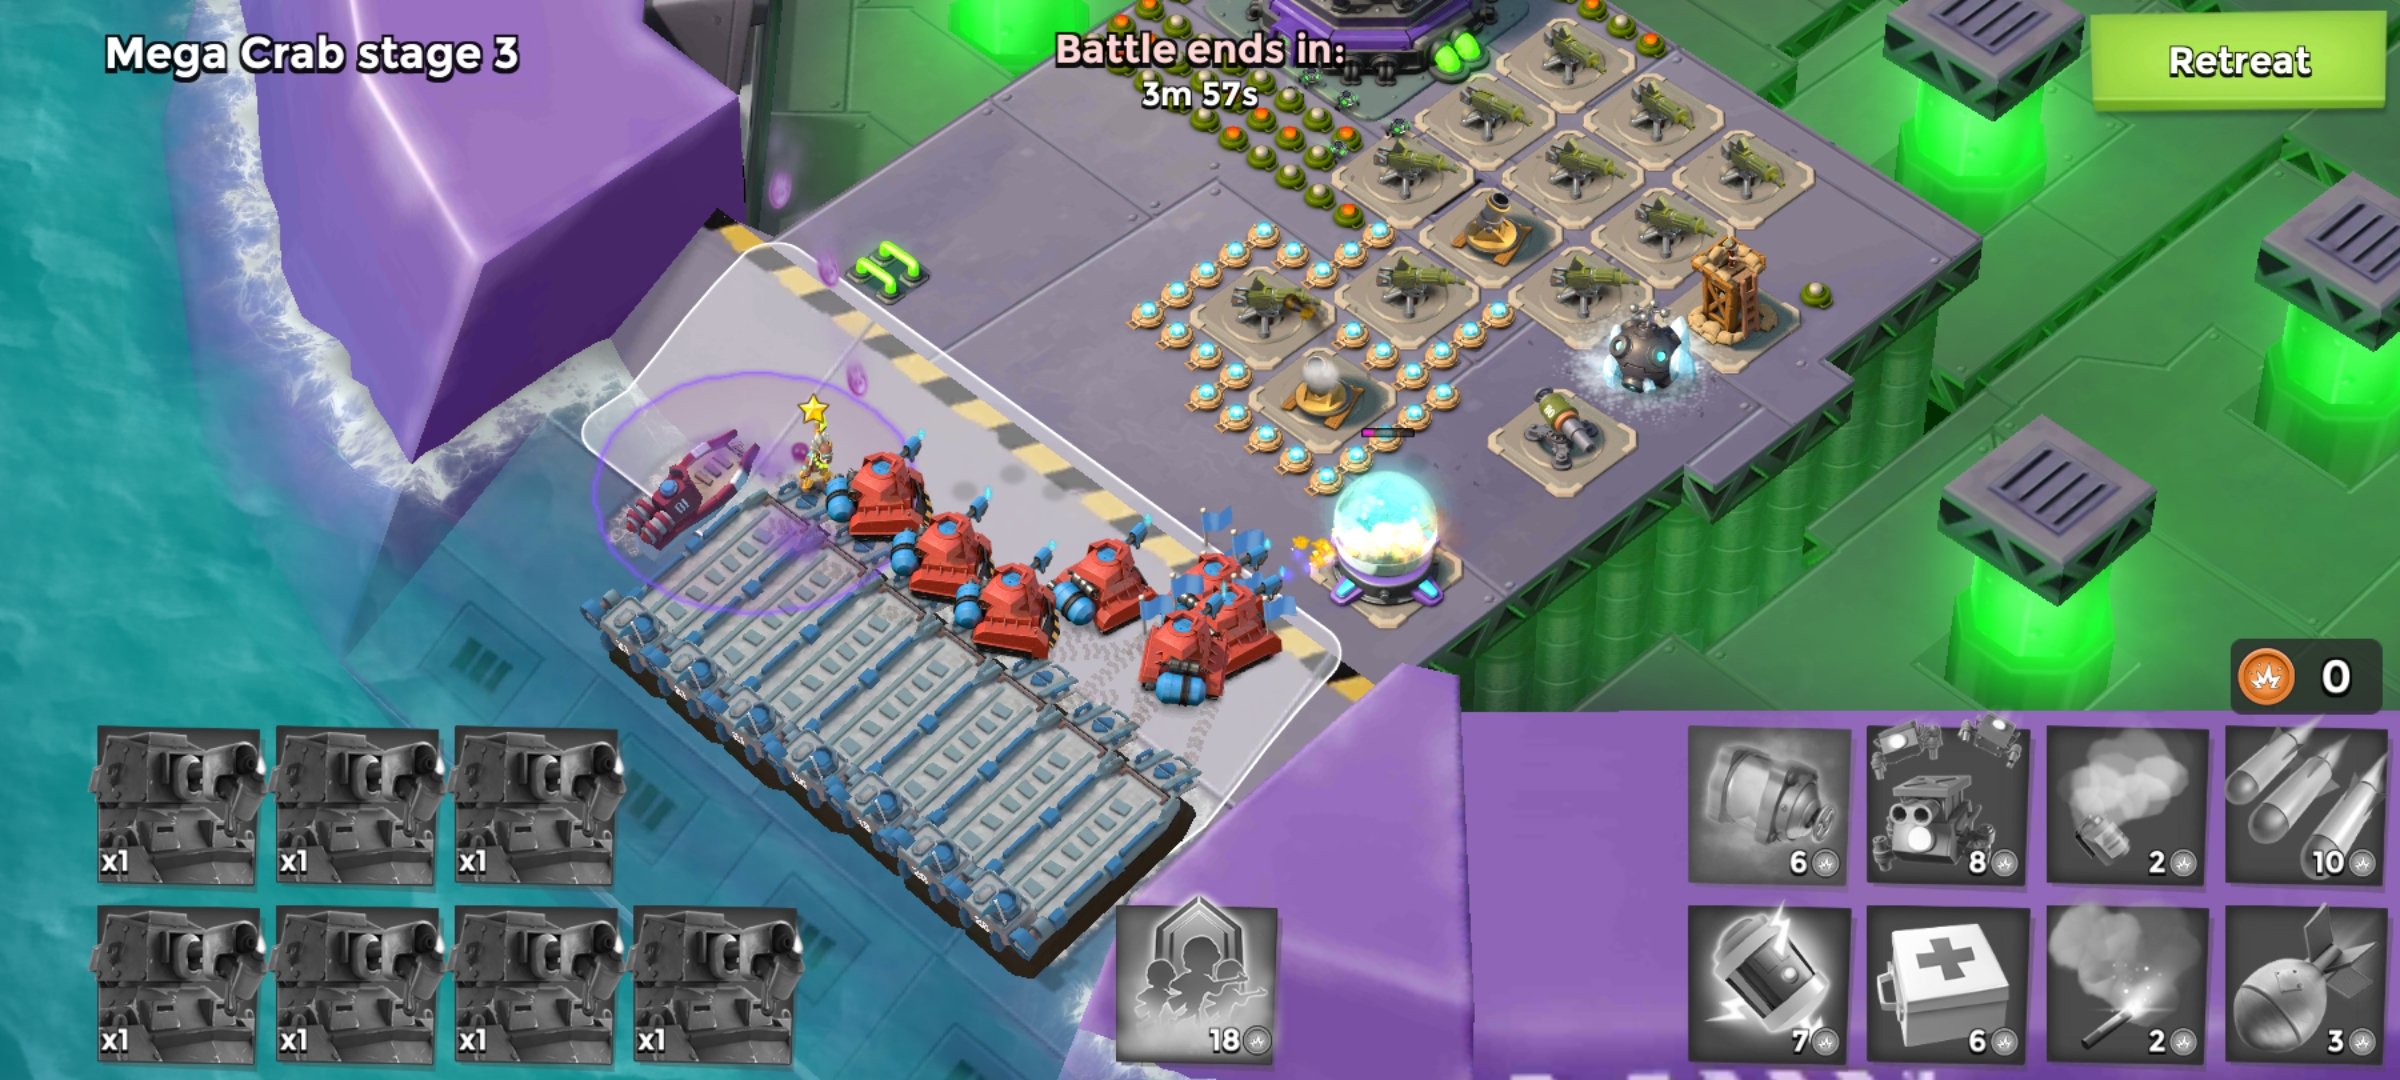 Mega Crab stage 3
Battle ends in:
3m 57s
Retreat
0
x1
x1
x1
6
8
2
10
x1
x1
x1
x1
18
7
6
2
3